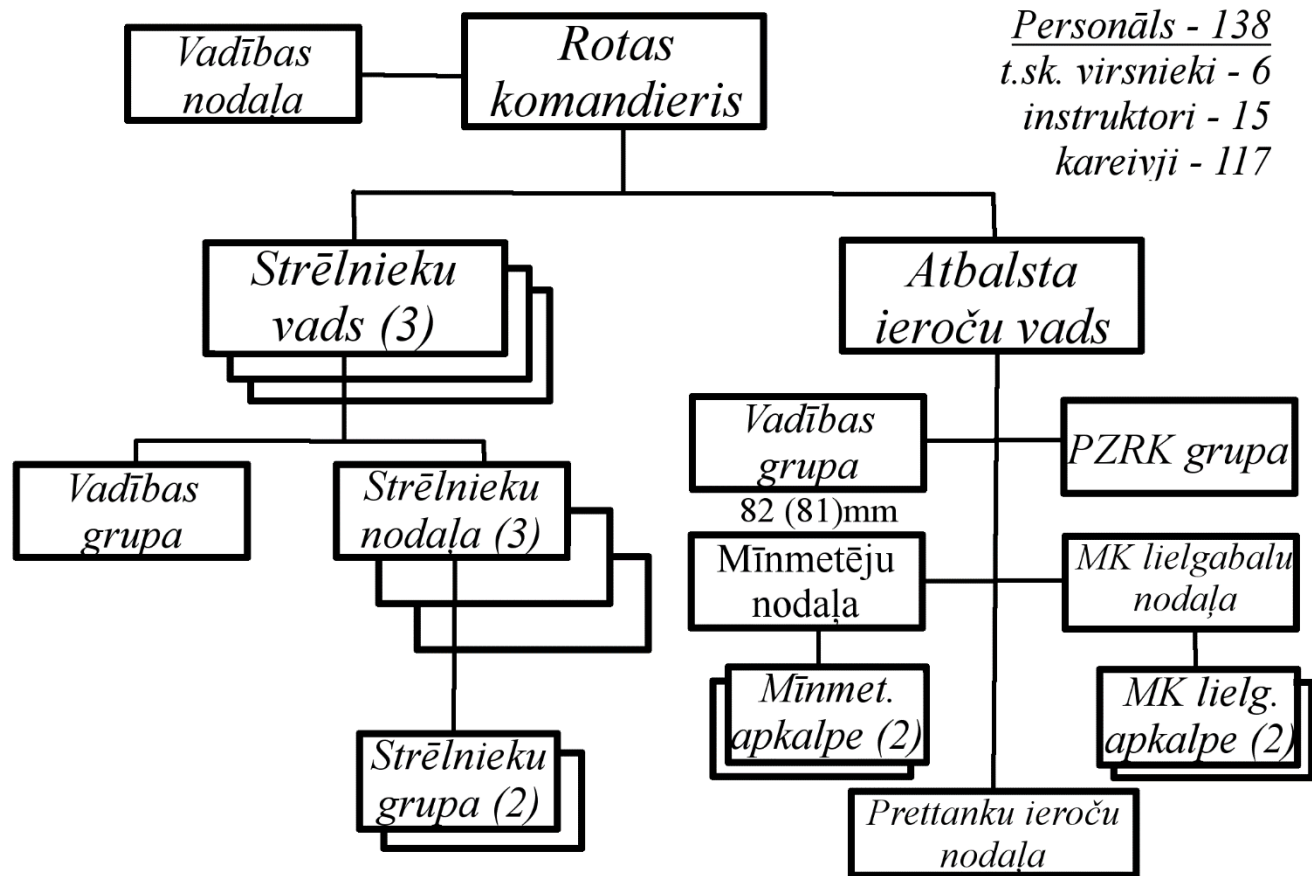 Vadības
nodaļa
Rotas
komandieris
Personāls - 138
t.sk. virsnieki - 6
instruktori - 15
kareivji - 117
Strēlnieku
vads (3)
Atbalsta
ieroču vads
Vadības
grupa
Strēlnieku
nodaļa (3)
Strēlnieku
grupa (2)
Vadības
grupa
PZRK grupa
82 (81)mm
Mīnmetēju
nodaļa
MK lielgabalu
nodaļa
Mīnmet.
apkalpe (2)
MK lielg.
apkalpe (2)
Prettanku ieroču
nodaļa